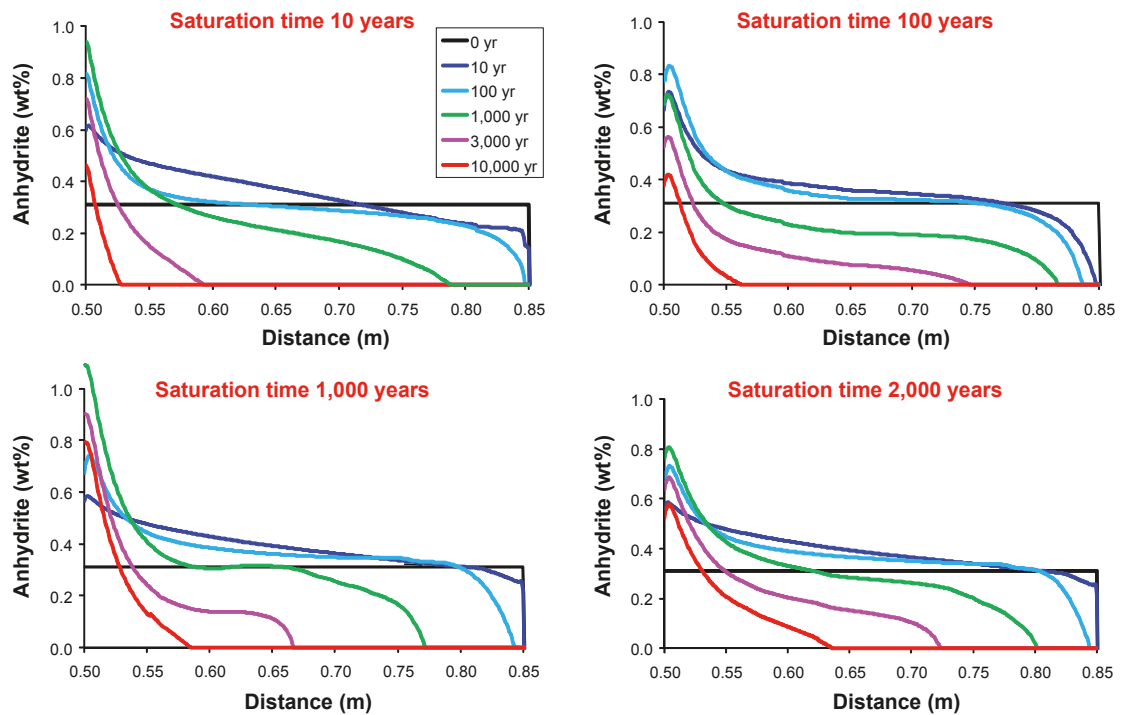 Saturation time 10 years
Anhydrite (wt%)
1.0
0.8
0.6
0.4
0.2
0.0
0.50 0.55 0.60 0.65 0.70 0.75 0.80 0.85
Distance (m)
0 yr
10 yr
100 yr
1,000 yr
3,000 yr
10,000 yr
Saturation time 100 years
Anhydrite (wt%)
1.0
0.8
0.6
0.4
0.2
0.0
0.50 0.55 0.60 0.65 0.70 0.75 0.80 0.85
Distance (m)
Saturation time 1,000 years
Anhydrite (wt%)
1.0
0.8
0.6
0.4
0.2
0.0
0.50 0.55 0.60 0.65 0.70 0.75 0.80 0.85
Distance (m)
Saturation time 2,000 years
Anhydrite (wt%)
1.0
0.8
0.6
0.4
0.2
0.0
0.50 0.55 0.60 0.65 0.70 0.75 0.80 0.85
Distance (m)